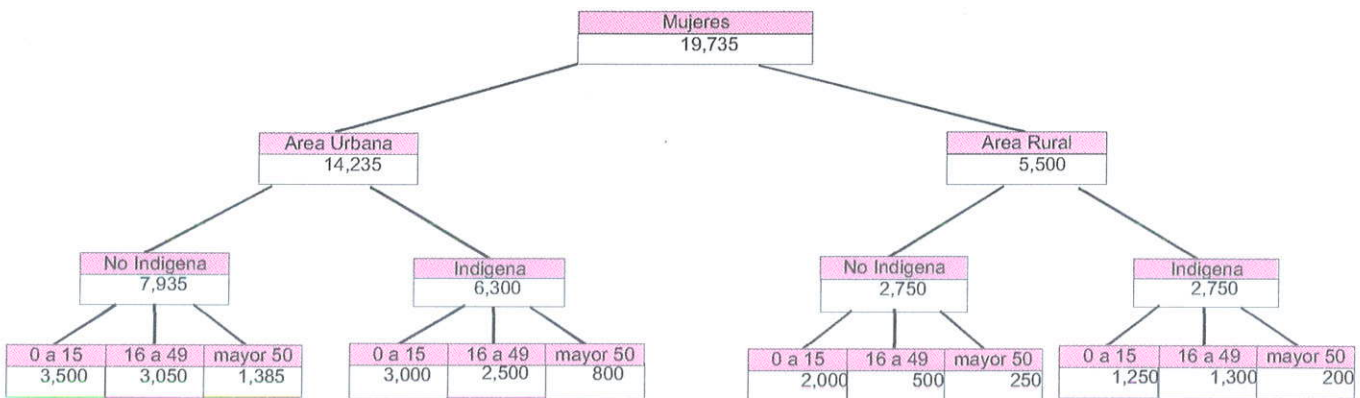 Mujeres
19,735
Area Urbana
Area Rural
14,235
5,500
No Indigena
Indigena
No Indigena
Indigena
7,935
6,300
2,750
2,750
0 a 15 16 a 49 mayor 50
3,500 3,050 1,385
0 a 15 16 a 49 mayor 50
3,000 2,500 800
0 a 15 16 a 49 mayor 50
2,000 500 250
0 a 15 16 a 49 mayor 50
1,250 1,300 200